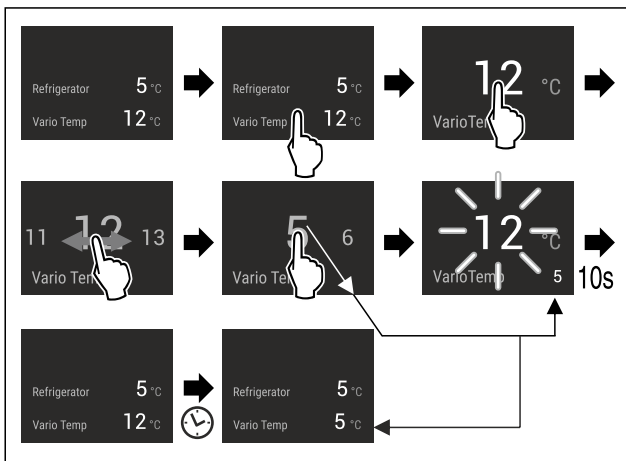 Refrigerator 5 °C
Vario Temp 12 °C
Refrigerator 5 °C
Vario Temp 12 °C
12 °C
VarioTem
11 12 13
Vario Tem
5 6
Vario Te
12 °C
VarioTemp 5
10s
Refrigerator 5 °C
Vario Temp 12 °C
Refrigerator 5 °C
Vario Temp 5 °C